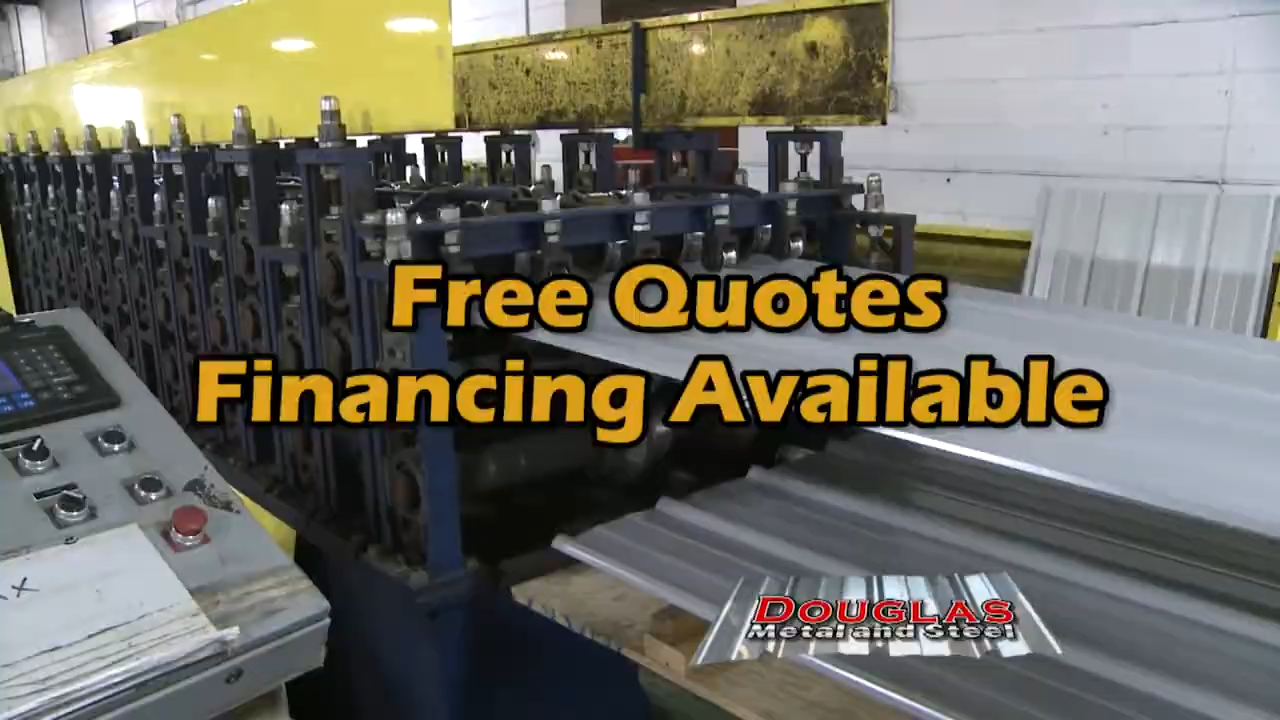 Free Quotes
Financing Available
DOUGLAS
Metal and Steel